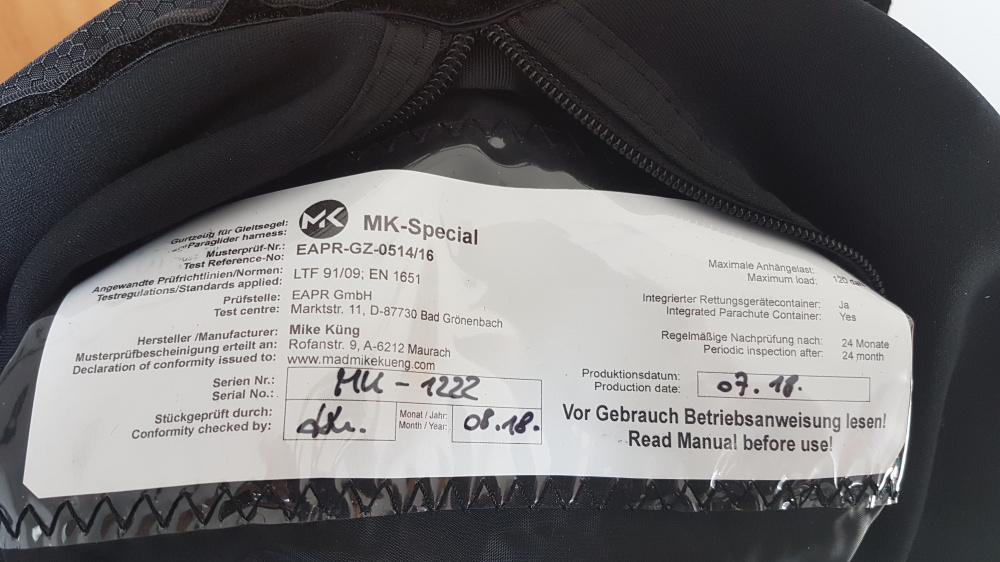 MK MK-Special
Gurtzeug für Gleitsegel:
Paraglider harness:
Musterprüf-Nr.: EAPR-GZ-0514/16
Test Reference-No:
Angewandte Prüfrichtlinien/Normen: LTF 91/09; EN 1651
Testregulations/Standards applied:
Prüfstelle: EAPR GmbH
Test centre: Marktstr. 11, D-87730 Bad Grönenbach
Hersteller /Manufacturer: Mike Küng
Musterprüfbescheinigung erteilt an: Rofanstr. 9, A-6212 Maurach
Declaration of conformity issued to: www.madmikekueng.com
Serien Nr.: MK - 1222
Serial No.:
Stückgeprüft durch:
Conformity checked by:
Monat / Jahr: 08.18.
Month / Year:
Maximale Anhängelast:
Maximum load: 120
Integrierter Rettungsgerätecontainer: Ja
Integrated Parachute Container: Yes
Regelmäßige Nachprüfung nach: 24 Monate
Periodic inspection after: 24 month
Produktionsdatum: 07.18.
Production date:
Vor Gebrauch Betriebsanweisung lesen!
Read Manual before use!